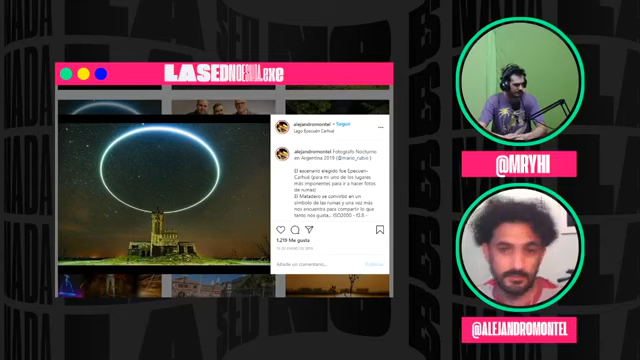 LASEDNOESNADA.exe
alejandromontel • Seguir
Lago Epecuén Carhué
alejandromontel Fotografo Nocturno
en Argentina 2019 (@mario_rubio )
El escenario elegido fue Epecuen-
Carhué (para mi uno de los lugares
más imponentes para ir a hacer fotos
de ruinas)
El Matadero se convirtió en un
símbolo de las ruinas y una vez más
nos encuentra para compartir lo que
tanto nos gusta... ISO2000 - f2.8 -
1.219 Me gusta
Añade un comentario...
Publicar
@MRYHI
@ALEJANDROMONTEL